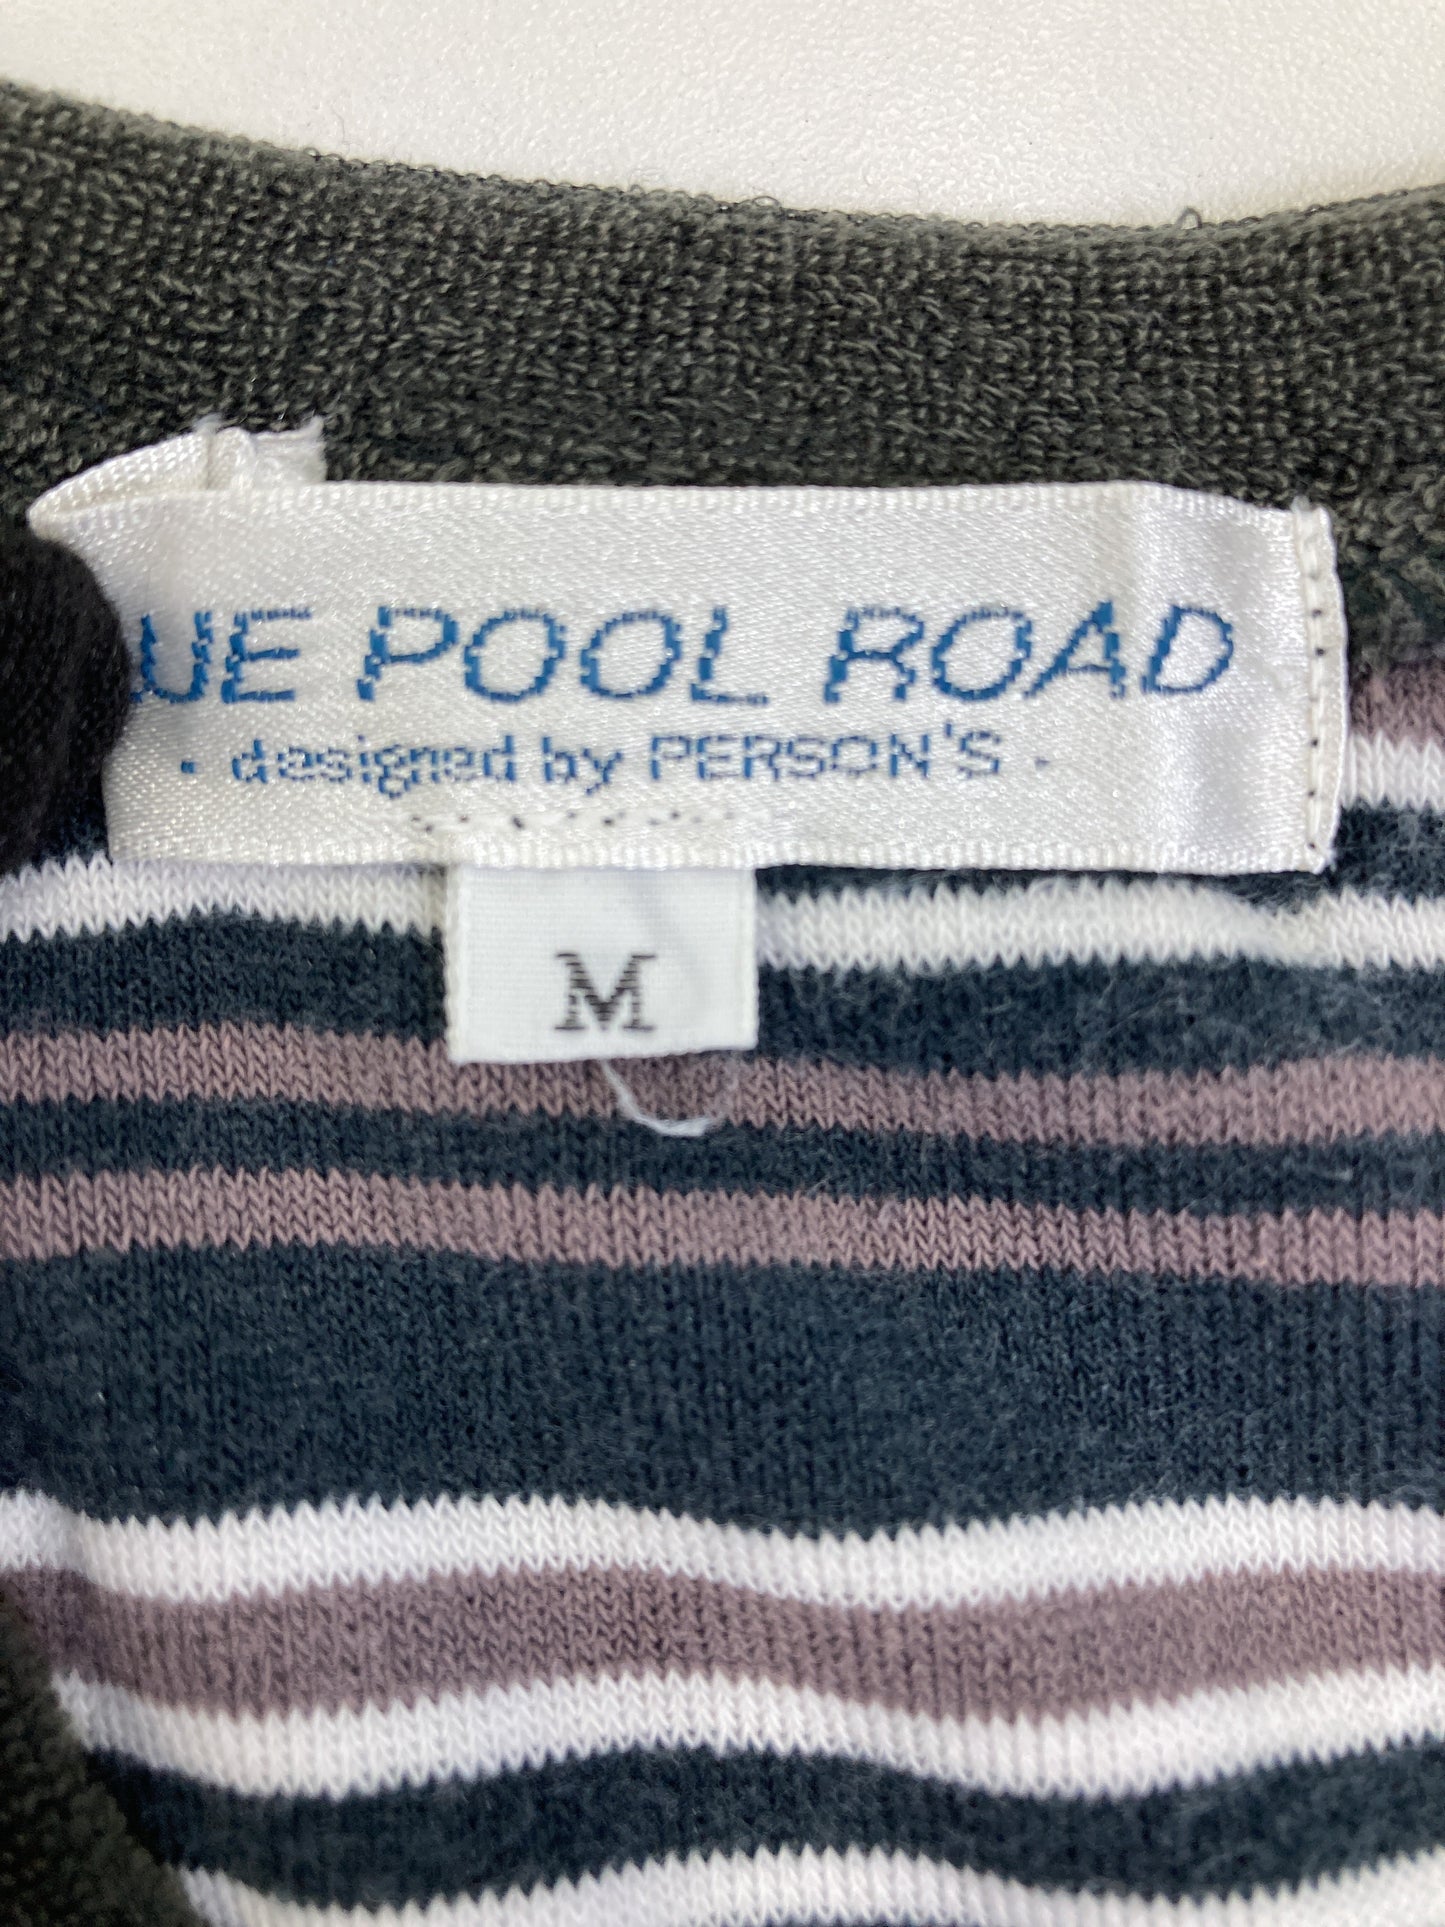 UE POOL ROAD
· designed by PERSON'S ·
M